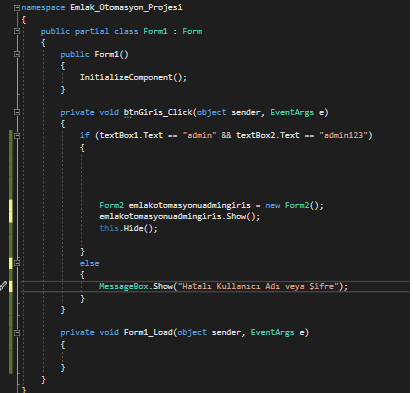 namespace Emlak_Otomasyon_Projesi
{
public partial class Form1 : Form
{
public Form1()
{
InitializeComponent();
}
private void btnGiris_Click(object sender, EventArgs e)
{
if (textBox1.Text == "admin" && textBox2.Text == "admin123")
{
Form2 emlakotomasyonuadmingiris = new Form2();
emlakotomasyonuadmingiris.Show();
this.Hide();
}
else
{
MessageBox.Show("Hatalı Kullanıcı Adı veya Şifre");
}
}
private void Form1_Load(object sender, EventArgs e)
{
}
}
}